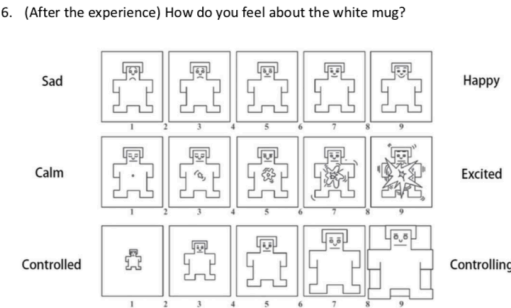 6. (After the experience) How do you feel about the white mug?
Sad Happy
1 2 3 4 5 6 7 8 9
Calm Excited
1 2 3 4 5 6 7 8 9
Controlled Controlling
1 2 3 4 5 6 7 8 9